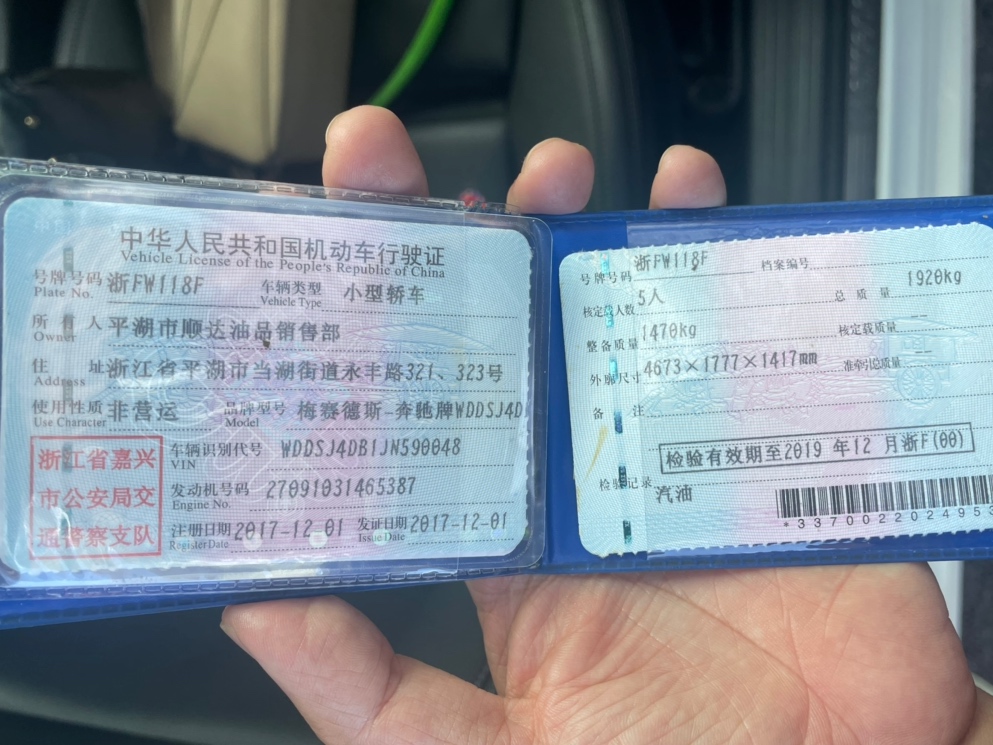 中华人民共和国机动车行驶证
Vehicle License of the People's Republic of China
号牌号码 浙FW118F 车辆类型 小型轿车
Plate No. Vehicle Type
所有人 平湖市顺达油品销售部
Owner
住址 浙江省平湖市当湖街道永丰路321、323号
Address
使用性质 非营运 品牌型号 梅赛德斯-奔驰牌WDDSJ4D
Use Character Model
浙江省嘉兴
市公安局交
通警察支队
车辆识别代号 WDDSJ4DB1JN590048
VIN
发动机号码 27091031465387
Engine No.
注册日期 2017-12-01 发证日期 2017-12-01
Register Date Issue Date
号牌号码 浙FW118F 档案编号
核定载人数 5人 总质量 1920kg
整备质量 1470kg 核定载质量 --
外廓尺寸 4673×1777×1417mm 准牵引总质量 --
备注
检验有效期至2019 年12 月浙F(00)
检验记录
汽油
*3370022024953